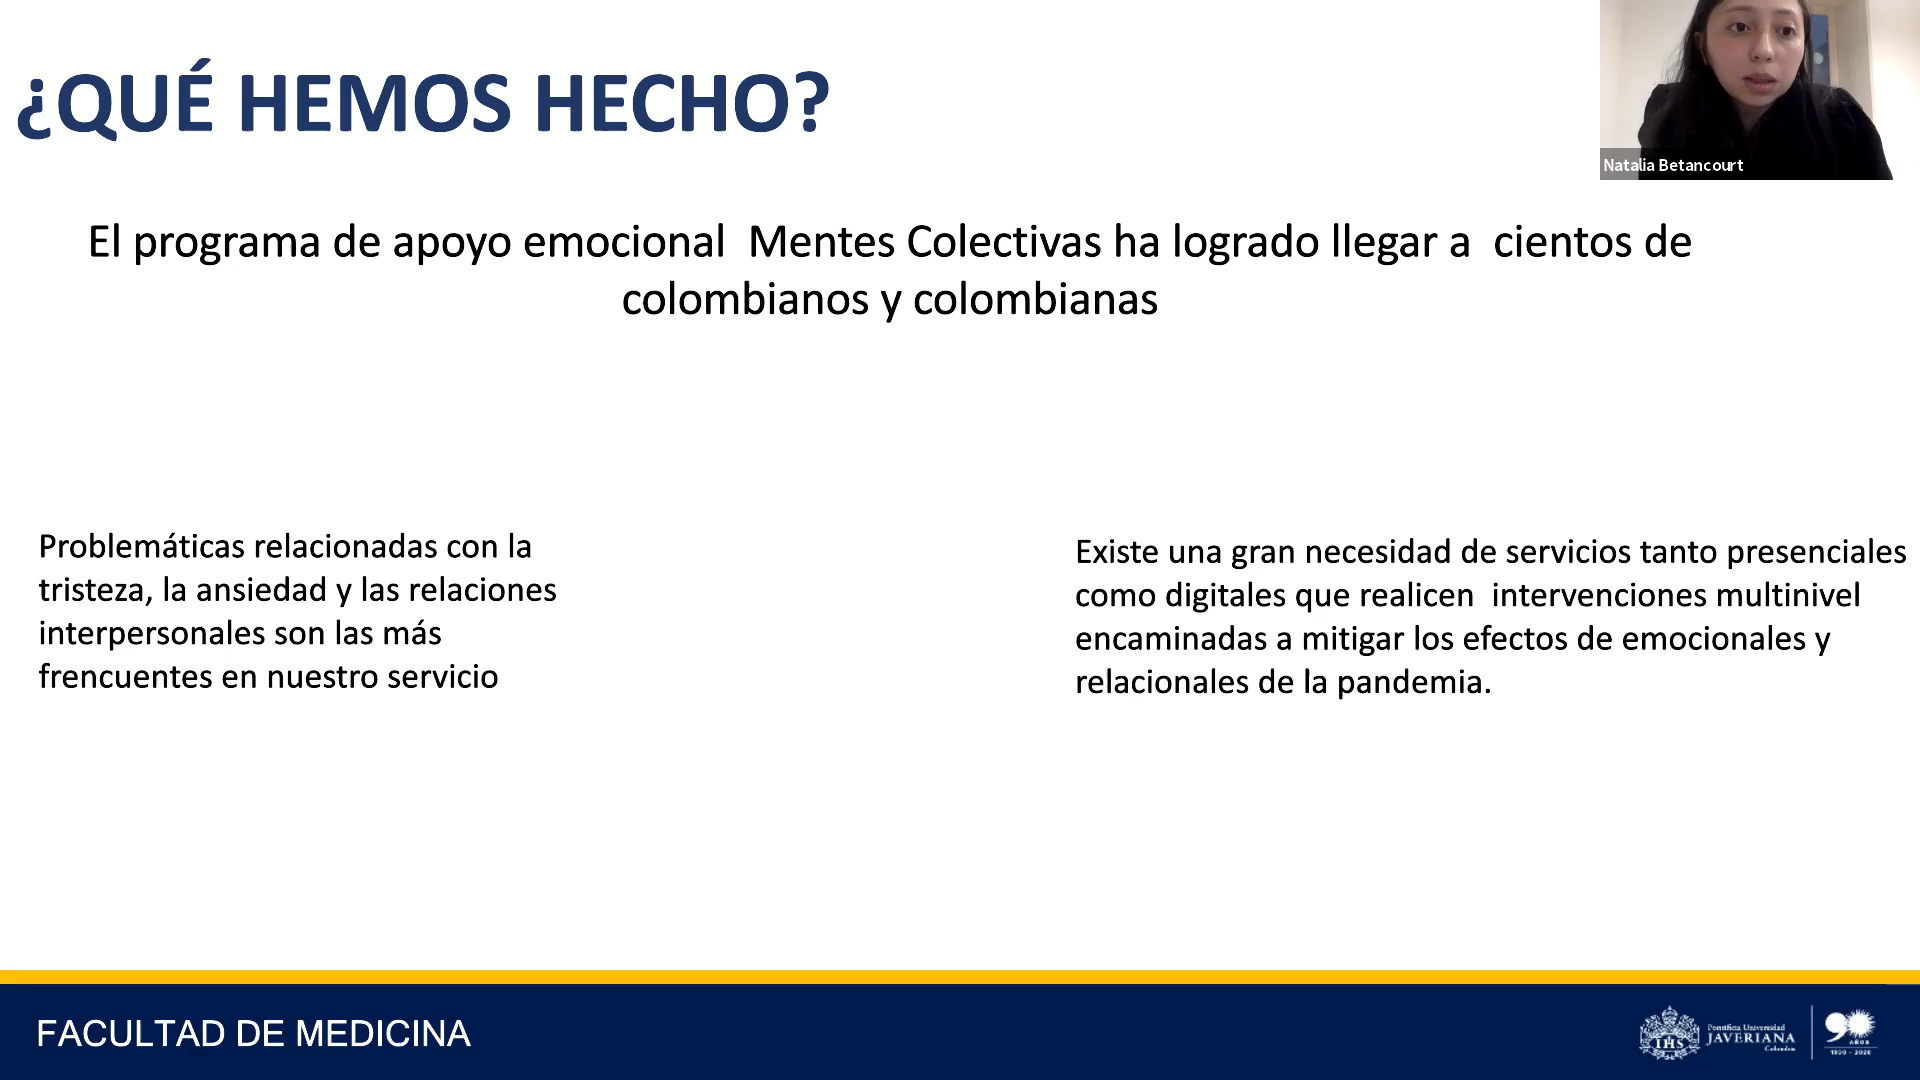 ¿QUÉ HEMOS HECHO?
Natalia Betancourt
El programa de apoyo emocional  Mentes Colectivas ha logrado llegar a  cientos de
colombianos y colombianas
Problemáticas relacionadas con la
tristeza, la ansiedad y las relaciones
interpersonales son las más
frencuentes en nuestro servicio
Existe una gran necesidad de servicios tanto presenciales
como digitales que realicen  intervenciones multinivel
encaminadas a mitigar los efectos de emocionales y
relacionales de la pandemia.
FACULTAD DE MEDICINA
IHS
Pontificia Universidad
JAVERIANA
Colombia
90
AÑOS
1930 - 2020